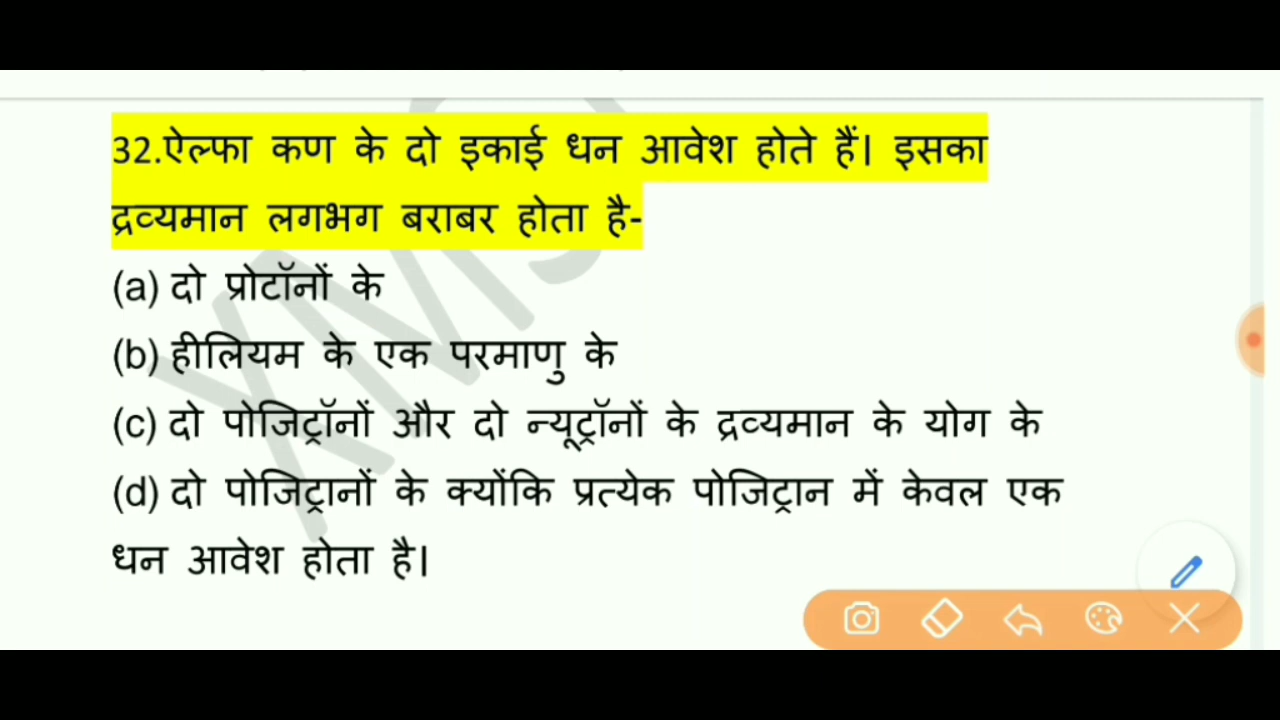 32.ऐल्फा कण के दो इकाई धन आवेश होते हैं। इसका
द्रव्यमान लगभग बराबर होता है-
(a) दो प्रोटॉनों के
(b) हीलियम के एक परमाणु के
(c) दो पोजिट्रॉनों और दो न्यूट्रॉनों के द्रव्यमान के योग के
(d) दो पोजिट्रानों के क्योंकि प्रत्येक पोजिट्रान में केवल एक
धन आवेश होता है।